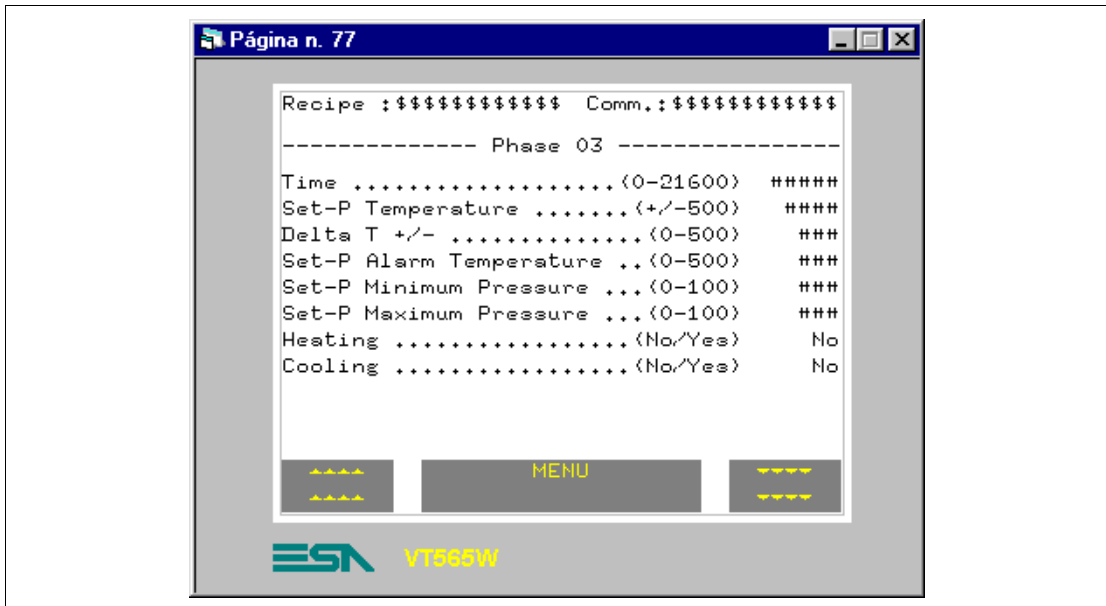 Página n. 77
Recipe :$$$$$$$$$$$$ Comm.:$$$$$$$$$$$$
-------------- Phase 03 ----------------
Time ...................(0-21600) #####
Set-P Temperature .......(+/-500) ####
Delta T +/- ..............(0-500) ###
Set-P Alarm Temperature ..(0-500) ###
Set-P Minimum Pressure ...(0-100) ###
Set-P Maximum Pressure ...(0-100) ###
Heating .................(No/Yes) No
Cooling .................(No/Yes) No
MENU
ESA VT565W